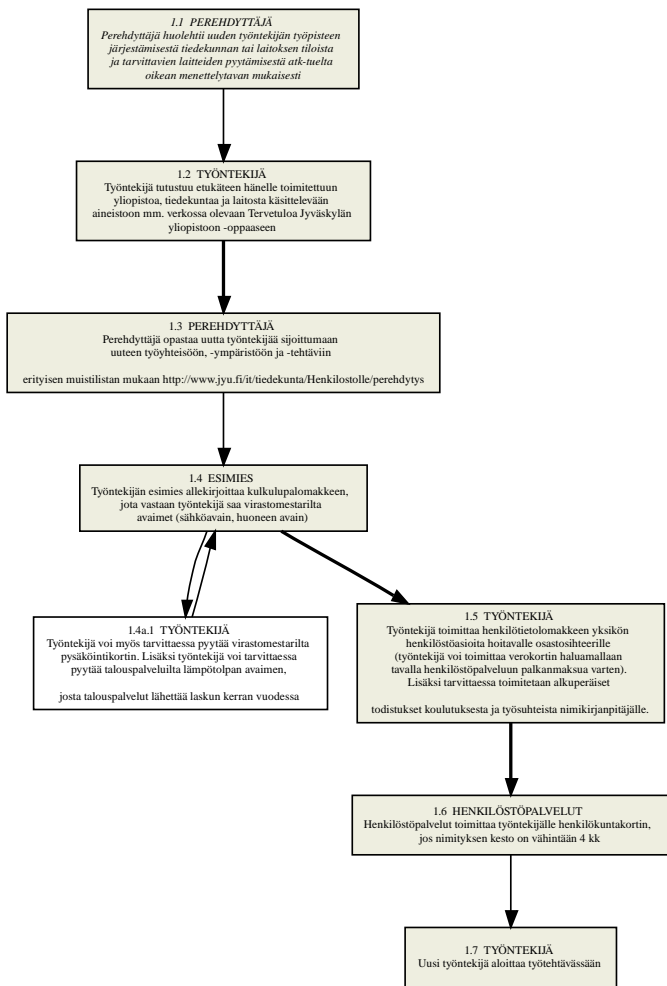 1.1 PEREHDYTTÄJÄ
Perehdyttäjä huolehtii uuden työntekijän työpisteen
järjestämisestä tiedekunnan tai laitoksen tiloista
ja tarvittavien laitteiden pyytämisestä atk-tuelta
oikean menettelytavan mukaisesti
1.2 TYÖNTEKIJÄ
Työntekijä tutustuu etukäteen hänelle toimitettuun
yliopistoa, tiedekuntaa ja laitosta käsittelevään
aineistoon mm. verkossa olevaan Tervetuloa Jyväskylän
yliopistoon -oppaaseen
1.3 PEREHDYTTÄJÄ
Perehdyttäjä opastaa uutta työntekijää sijoittumaan
uuteen työyhteisöön, -ympäristöön ja -tehtäviin
erityisen muistilistan mukaan http://www.jyu.fi/it/tiedekunta/Henkilostolle/perehdytys
1.4 ESIMIES
Työntekijän esimies allekirjoittaa kulkulupalomakkeen,
jota vastaan työntekijä saa virastomestarilta
avaimet (sähköavain, huoneen avain)
1.4a.1 TYÖNTEKIJÄ
Työntekijä voi myös tarvittaessa pyytää virastomestarilta
pysäköintikortin. Lisäksi työntekijä voi tarvittaessa
pyytää talouspalveluilta lämpötolpan avaimen,
josta talouspalvelut lähettää laskun kerran vuodessa
1.5 TYÖNTEKIJÄ
Työntekijä toimittaa henkilötietolomakkeen yksikön
henkilöstöasioita hoitavalle osastosihteerille
(työntekijä voi toimittaa verokortin haluamallaan
tavalla henkilöstöpalveluun palkanmaksua varten).
Lisäksi tarvittaessa toimitetaan alkuperäiset
todistukset koulutuksesta ja työsuhteista nimikirjanpitäjälle.
1.6 HENKILÖSTÖPALVELUT
Henkilöstöpalvelut toimittaa työntekijälle henkilökuntakortin,
jos nimityksen kesto on vähintään 4 kk
1.7 TYÖNTEKIJÄ
Uusi työntekijä aloittaa työtehtävässään